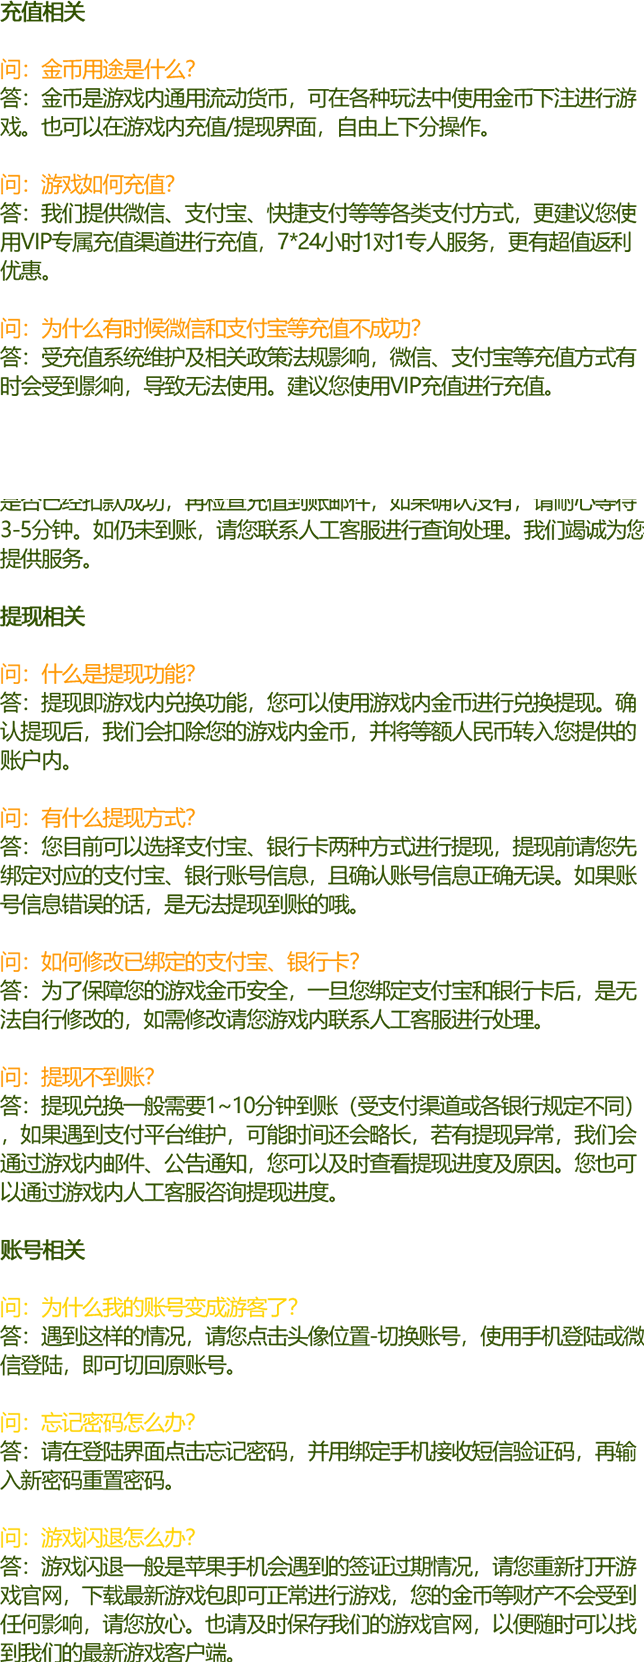 充值相关
问：金币用途是什么？
答：金币是游戏内通用流动货币，可在各种玩法中使用金币下注进行游
戏。也可以在游戏内充值/提现界面，自由上下分操作。
问：游戏如何充值？
答：我们提供微信、支付宝、快捷支付等等各类支付方式，更建议您使
用VIP专属充值渠道进行充值，7*24小时1对1专人服务，更有超值返利
优惠。
问：为什么有时候微信和支付宝等充值不成功？
答：受充值系统维护及相关政策法规影响，微信、支付宝等充值方式有
时会受到影响，导致无法使用。建议您使用VIP充值进行充值。
是否已经扣款成功，再检查充值到账邮件，如果确认没有，请耐心等待
3-5分钟。如仍未到账，请您联系人工客服进行查询处理。我们竭诚为您
提供服务。
提现相关
问：什么是提现功能？
答：提现即游戏内兑换功能，您可以使用游戏内金币进行兑换提现。确
认提现后，我们会扣除您的游戏内金币，并将等额人民币转入您提供的
账户内。
问：有什么提现方式？
答：您目前可以选择支付宝、银行卡两种方式进行提现，提现前请您先
绑定对应的支付宝、银行账号信息，且确认账号信息正确无误。如果账
号信息错误的话，是无法提现到账的哦。
问：如何修改已绑定的支付宝、银行卡？
答：为了保障您的游戏金币安全，一旦您绑定支付宝和银行卡后，是无
法自行修改的，如需修改请您游戏内联系人工客服进行处理。
问：提现不到账？
答：提现兑换一般需要1~10分钟到账（受支付渠道或各银行规定不同）
，如果遇到支付平台维护，可能时间还会略长，若有提现异常，我们会
通过游戏内邮件、公告通知，您可以及时查看提现进度及原因。您也可
以通过游戏内人工客服咨询提现进度。
账号相关
问：为什么我的账号变成游客了？
答：遇到这样的情况，请您点击头像位置-切换账号，使用手机登陆或微
信登陆，即可切回原账号。
问：忘记密码怎么办？
答：请在登陆界面点击忘记密码，并用绑定手机接收短信验证码，再输
入新密码重置密码。
问：游戏闪退怎么办？
答：游戏闪退一般是苹果手机会遇到的签证过期情况，请您重新打开游
戏官网，下载最新游戏包即可正常进行游戏，您的金币等财产不会受到
任何影响，请您放心。也请及时保存我们的游戏官网，以便随时可以找
到我们的最新游戏客户端。